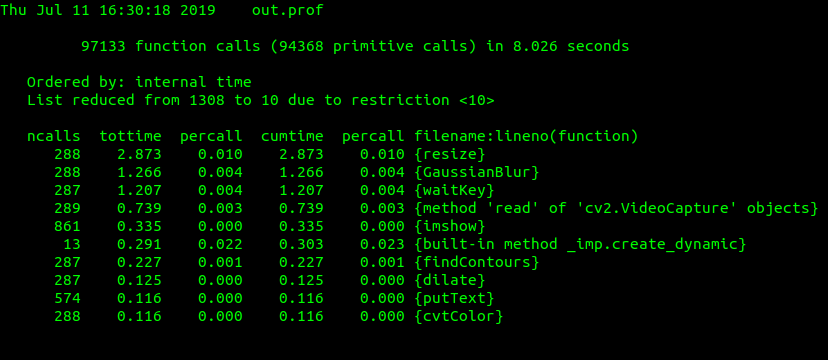 Thu Jul 11 16:30:18 2019    out.prof

         97133 function calls (94368 primitive calls) in 8.026 seconds

   Ordered by: internal time
   List reduced from 1308 to 10 due to restriction <10>

   ncalls  tottime  percall  cumtime  percall filename:lineno(function)
      288    2.873    0.010    2.873    0.010 {resize}
      288    1.266    0.004    1.266    0.004 {GaussianBlur}
      287    1.207    0.004    1.207    0.004 {waitKey}
      289    0.739    0.003    0.739    0.003 {method 'read' of 'cv2.VideoCapture' objects}
      861    0.335    0.000    0.335    0.000 {imshow}
       13    0.291    0.022    0.303    0.023 {built-in method _imp.create_dynamic}
      287    0.227    0.001    0.227    0.001 {findContours}
      287    0.125    0.000    0.125    0.000 {dilate}
      574    0.116    0.000    0.116    0.000 {putText}
      288    0.116    0.000    0.116    0.000 {cvtColor}